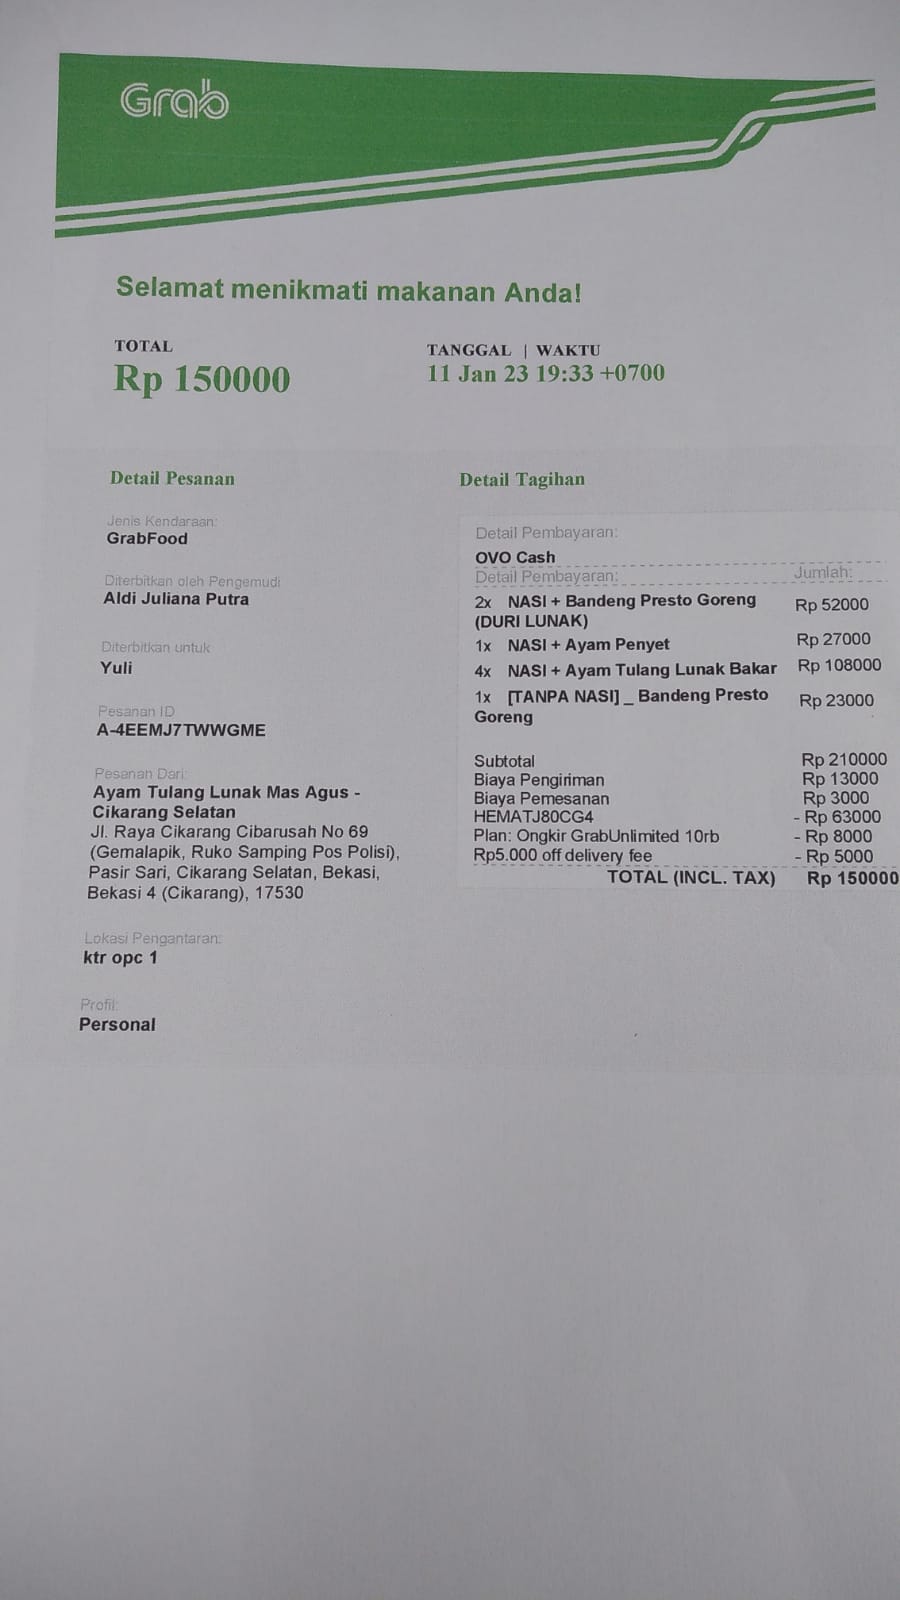 Grab
Selamat menikmati makanan Anda!
TOTAL
Rp 150000
TANGGAL | WAKTU
11 Jan 23 19:33 +0700
Detail Pesanan
Jenis Kendaraan:
GrabFood
Diterbitkan oleh Pengemudi
Aldi Juliana Putra
Diterbitkan untuk
Yuli
Pesanan ID
A-4EEMJ7TWWGME
Pesanan Dari:
Ayam Tulang Lunak Mas Agus -
Cikarang Selatan
Jl. Raya Cikarang Cibarusah No 69
(Gemalapik, Ruko Samping Pos Polisi),
Pasir Sari, Cikarang Selatan, Bekasi,
Bekasi 4 (Cikarang), 17530
Lokasi Pengantaran:
ktr opc 1
Profil:
Personal
Detail Tagihan
Detail Pembayaran:
OVO Cash
Detail Pembayaran: Jumlah:
2x NASI + Bandeng Presto Goreng Rp 52000
(DURI LUNAK)
1x NASI + Ayam Penyet Rp 27000
4x NASI + Ayam Tulang Lunak Bakar Rp 108000
1x [TANPA NASI] _ Bandeng Presto Rp 23000
Goreng
Subtotal Rp 210000
Biaya Pengiriman Rp 13000
Biaya Pemesanan Rp 3000
HEMATJ80CG4 - Rp 63000
Plan: Ongkir GrabUnlimited 10rb - Rp 8000
Rp5.000 off delivery fee - Rp 5000
TOTAL (INCL. TAX) Rp 150000